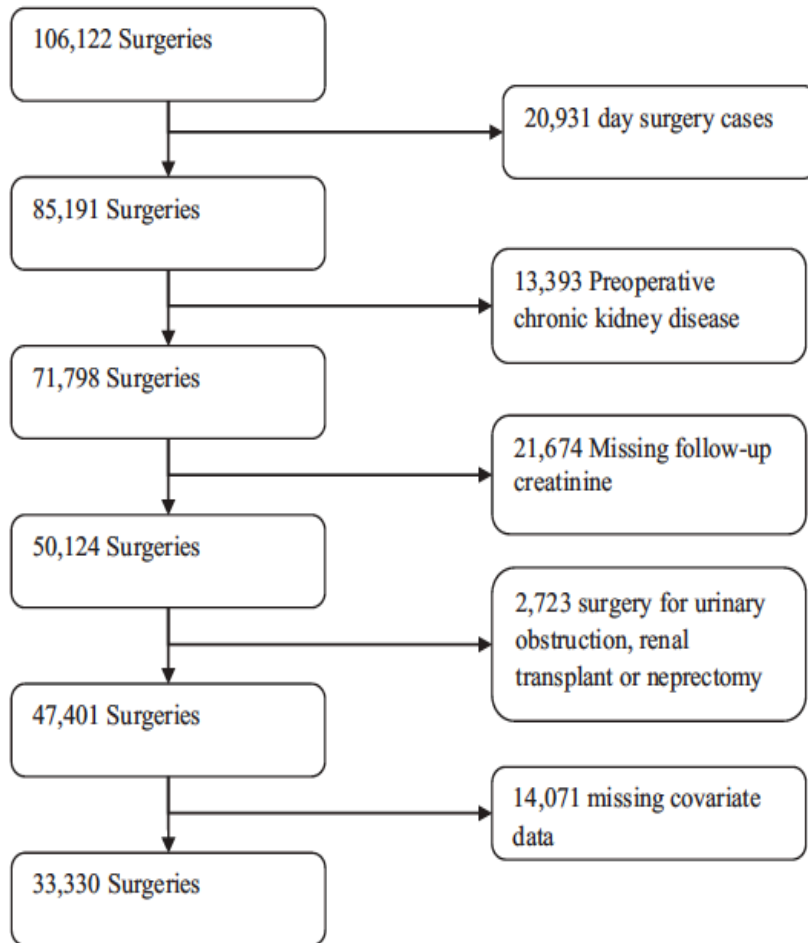 106,122 Surgeries
20,931 day surgery cases
85,191 Surgeries
13,393 Preoperative
chronic kidney disease
71,798 Surgeries
21,674 Missing follow-up
creatinine
50,124 Surgeries
2,723 surgery for urinary
obstruction, renal
transplant or neprectomy
47,401 Surgeries
14,071 missing covariate
data
33,330 Surgeries